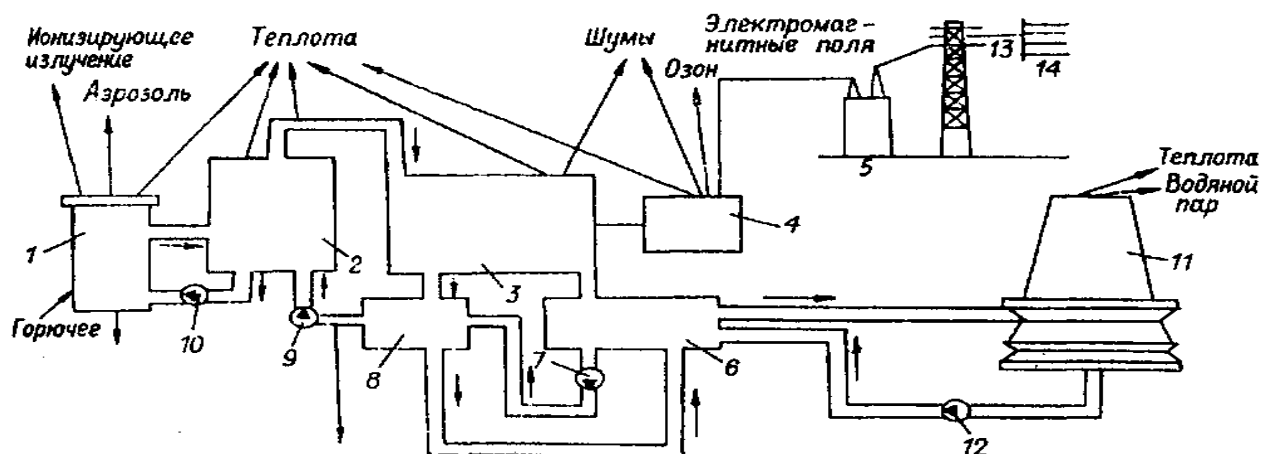 Ионизирующее
излучение
Аэрозоль
Теплота
Шумы
Озон
Электромаг-
нитные поля
13
14
5
Теплота
Водяной
пар
1
2
3
4
11
Горючее
10
9
8
7
6
12